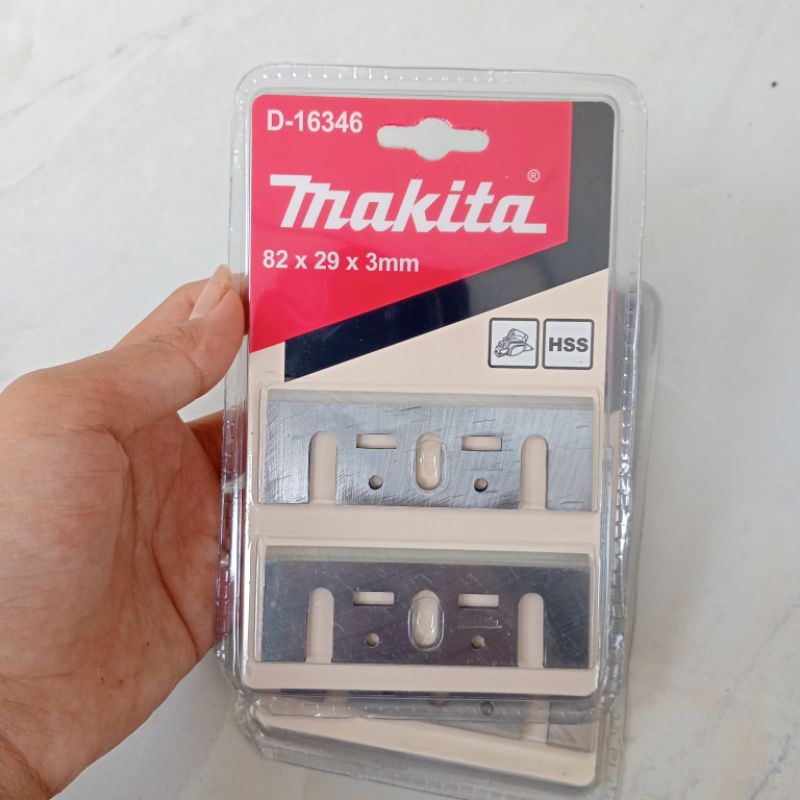 D-16346
makita®
82 x 29 x 3mm
HSS